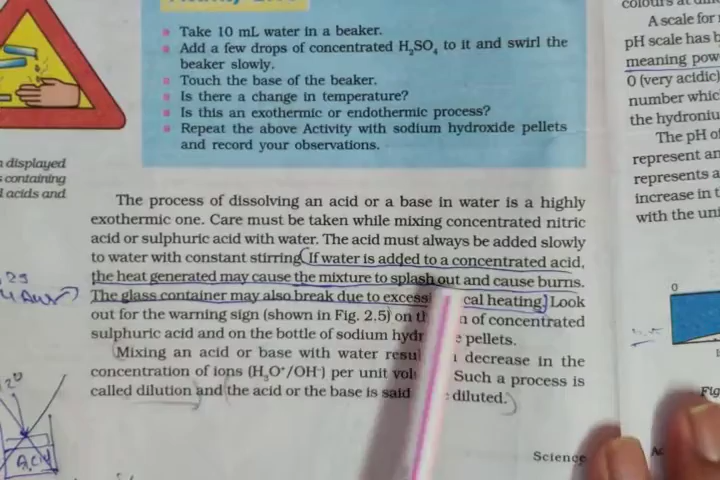 Take 10 mL water in a beaker.
Add a few drops of concentrated H₂SO₄ to it and swirl the
beaker slowly.
Touch the base of the beaker.
Is there a change in temperature?
Is this an exothermic or endothermic process?
Repeat the above Activity with sodium hydroxide pellets
and record your observations.
displayed
containing
acids and
The process of dissolving an acid or a base in water is a highly
exothermic one. Care must be taken while mixing concentrated nitric
acid or sulphuric acid with water. The acid must always be added slowly
to water with constant stirring. If water is added to a concentrated acid,
the heat generated may cause the mixture to splash out and cause burns.
The glass container may also break due to excess cal heating. Look
out for the warning sign (shown in Fig. 2.5) on th n of concentrated
sulphuric acid and on the bottle of sodium hydr e pellets.
Mixing an acid or base with water resul decrease in the
concentration of ions (H₃O⁺/OH⁻) per unit vol Such a process is
called dilution and the acid or the base is said diluted.
Science
Acid
colours at
A scale for
pH scale has b
meaning pow
0 (very acidic)
number whic
the hydroniu
The pH of
represent an
represents a
increase in t
with the uni
0
1
Fig